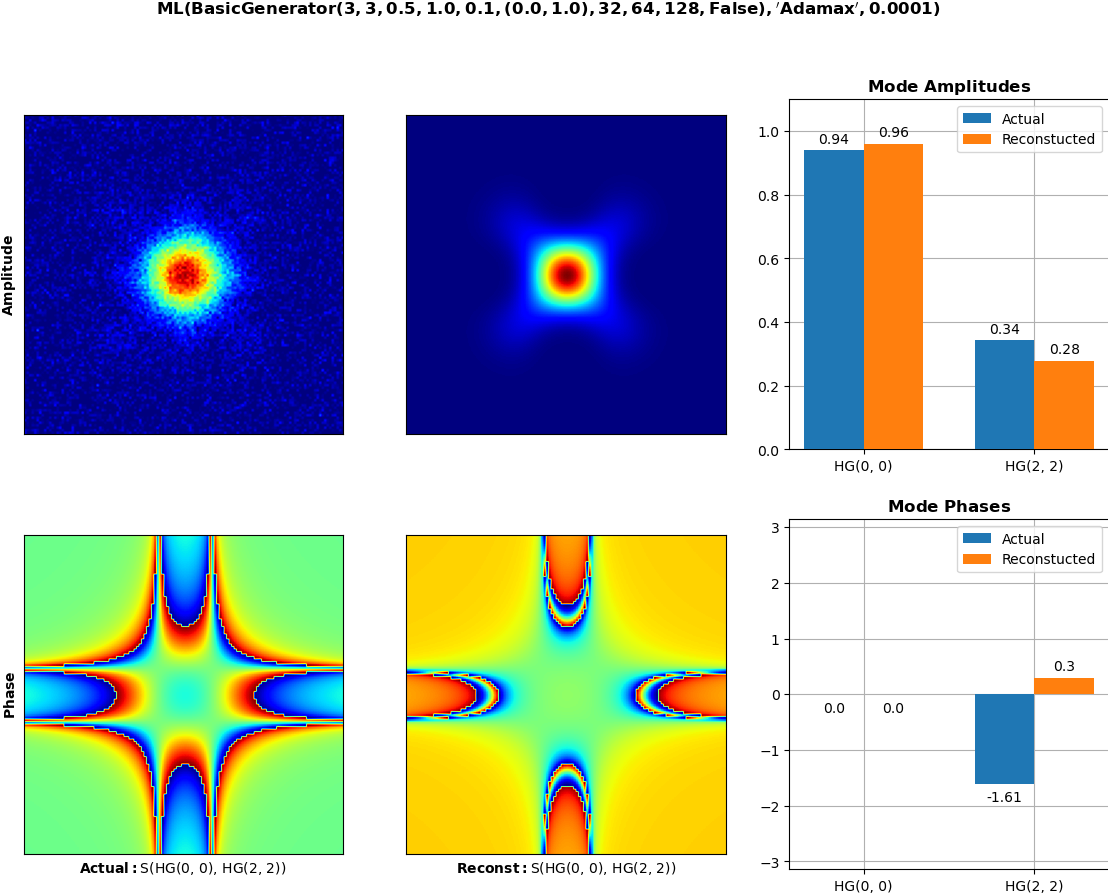 ML(BasicGenerator(3, 3, 0.5, 1.0, 0.1, (0.0, 1.0), 32, 64, 128, False), ′Adamax′, 0.0001)
Amplitude
Mode Amplitudes
Actual
Reconstucted
1.0
0.8
0.6
0.4
0.2
0.0
0.94
0.96
0.34
0.28
HG(0, 0)
HG(2, 2)
Phase
Actual: S(HG(0, 0), HG(2, 2))
Reconst: S(HG(0, 0), HG(2, 2))
Mode Phases
Actual
Reconstucted
3
2
1
0
−1
−2
−3
0.0
0.0
-1.61
0.3
HG(0, 0)
HG(2, 2)